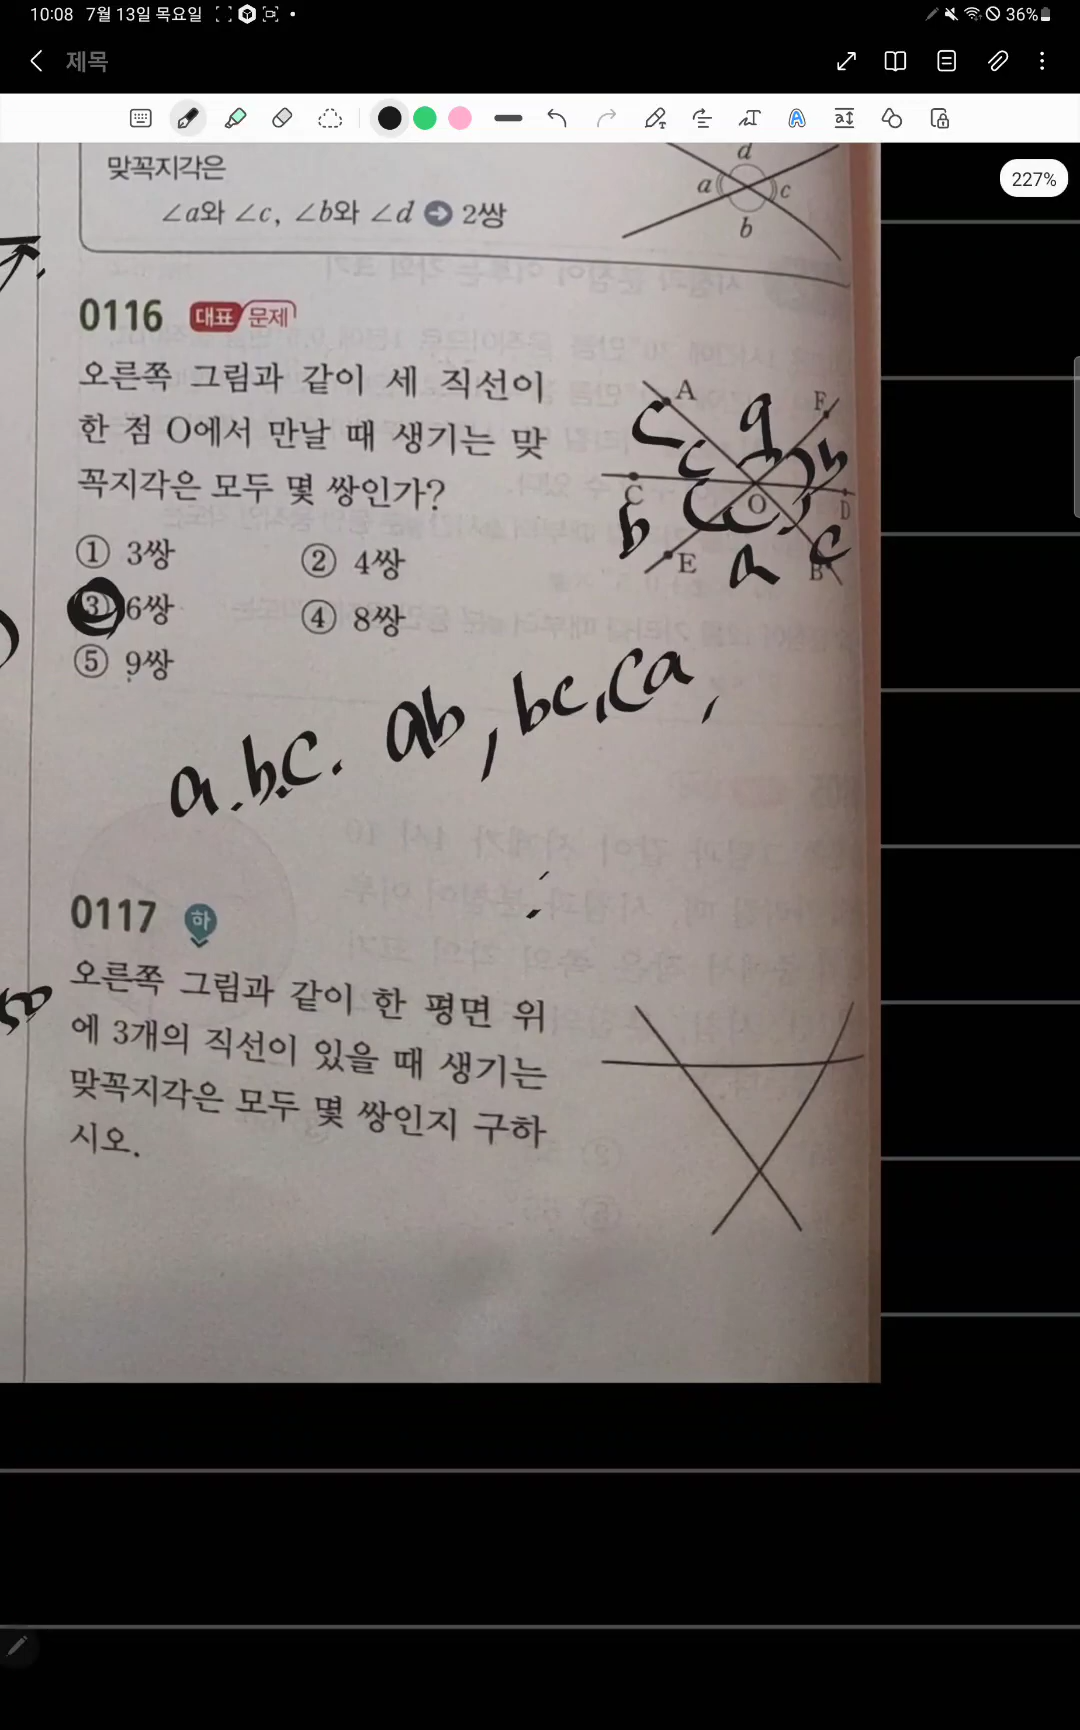 10:08 7월 13일 목요일
36%
제목
227%
맞꼭지각은
∠a와 ∠c, ∠b와 ∠d ➡ 2쌍
d
a
c
b
0116 대표 문제
오른쪽 그림과 같이 세 직선이
한 점 O에서 만날 때 생기는 맞
꼭지각은 모두 몇 쌍인가?
① 3쌍
② 4쌍
③ 6쌍
④ 8쌍
⑤ 9쌍
A
F
C
O
D
E
B
c
a
b
c
b
a
c
a.b.c. ab, bc, ca,
0117 하
오른쪽 그림과 같이 한 평면 위
에 3개의 직선이 있을 때 생기는
맞꼭지각은 모두 몇 쌍인지 구하
시오.